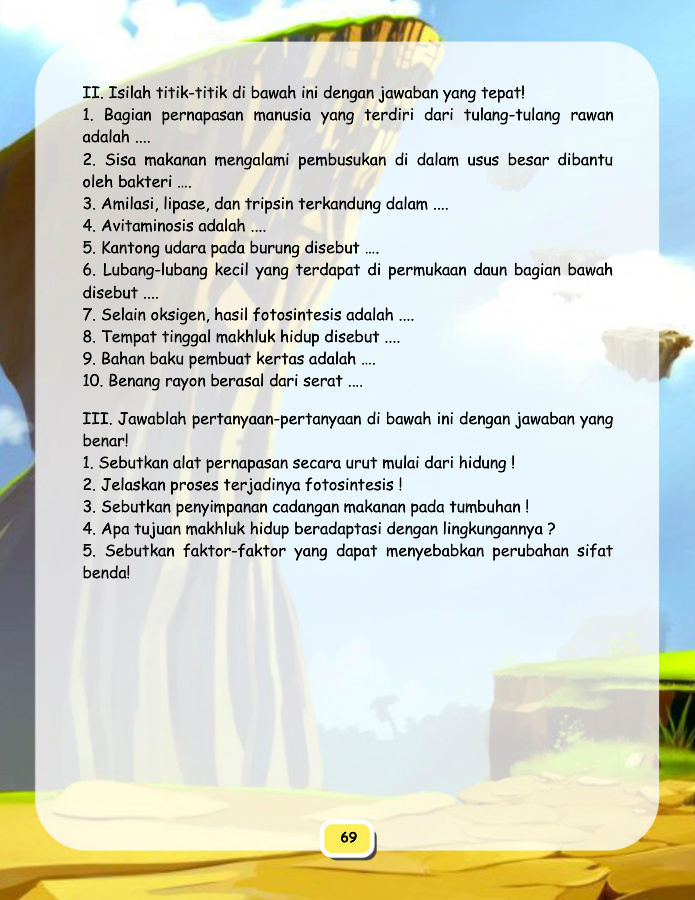 II. Isilah titik-titik di bawah ini dengan jawaban yang tepat!
1. Bagian pernapasan manusia yang terdiri dari tulang-tulang rawan
adalah ....
2. Sisa makanan mengalami pembusukan di dalam usus besar dibantu
oleh bakteri ....
3. Amilasi, lipase, dan tripsin terkandung dalam ....
4. Avitaminosis adalah ....
5. Kantong udara pada burung disebut ....
6. Lubang-lubang kecil yang terdapat di permukaan daun bagian bawah
disebut ....
7. Selain oksigen, hasil fotosintesis adalah ....
8. Tempat tinggal makhluk hidup disebut ....
9. Bahan baku pembuat kertas adalah ....
10. Benang rayon berasal dari serat ....
III. Jawablah pertanyaan-pertanyaan di bawah ini dengan jawaban yang
benar!
1. Sebutkan alat pernapasan secara urut mulai dari hidung !
2. Jelaskan proses terjadinya fotosintesis !
3. Sebutkan penyimpanan cadangan makanan pada tumbuhan !
4. Apa tujuan makhluk hidup beradaptasi dengan lingkungannya ?
5. Sebutkan faktor-faktor yang dapat menyebabkan perubahan sifat
benda!
69